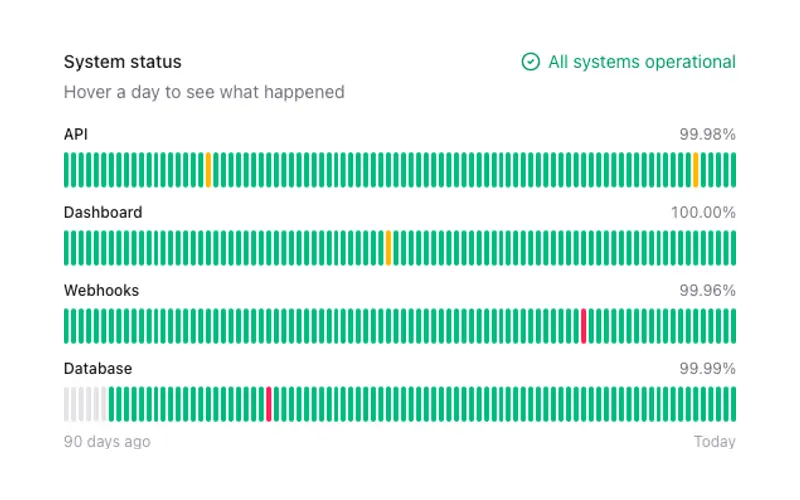 System status
All systems operational
Hover a day to see what happened
API
99.98%
Dashboard
100.00%
Webhooks
99.96%
Database
99.99%
90 days ago
Today